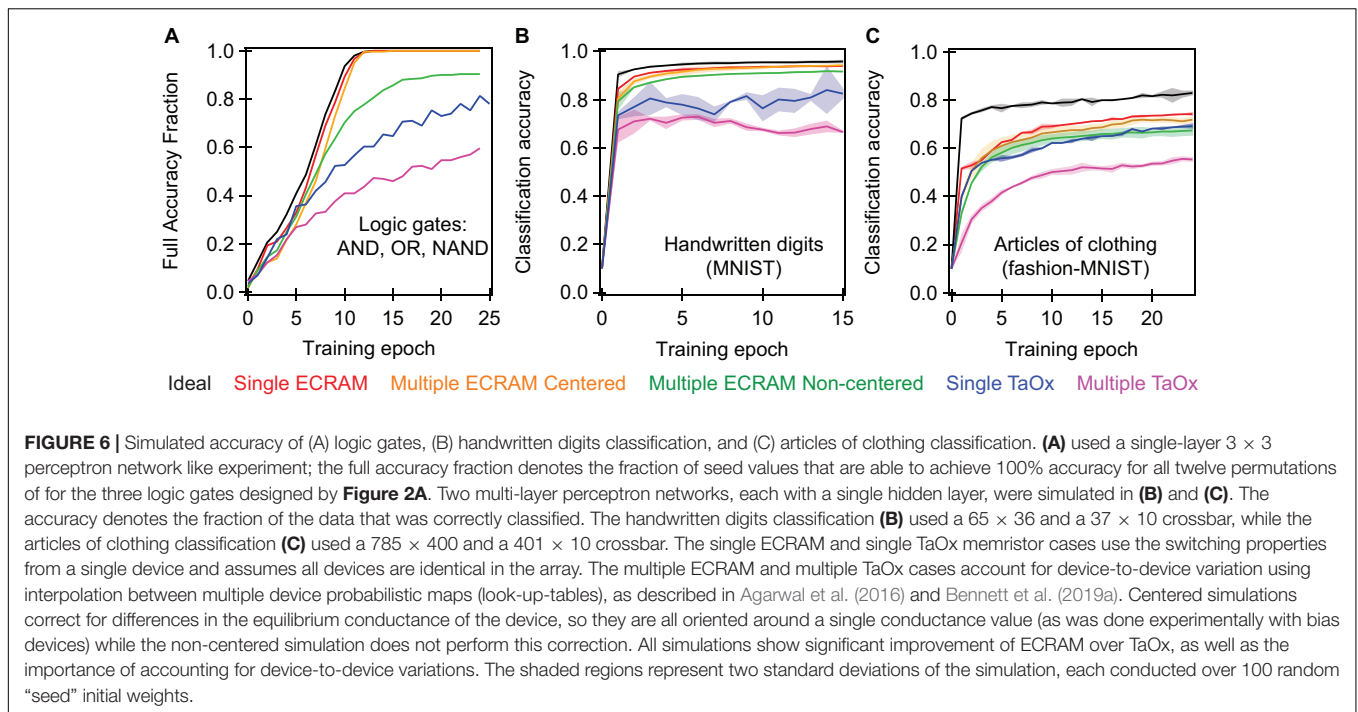 A
B
C
Full Accuracy Fraction
1.0
0.8
0.6
0.4
0.2
0.0
Logic gates:
AND, OR, NAND
0
5
10
15
20
25
Training epoch
Classification accuracy
1.0
0.8
0.6
0.4
0.2
0.0
Handwritten digits
(MNIST)
0
5
10
15
Training epoch
Classification accuracy
1.0
0.8
0.6
0.4
0.2
0.0
Articles of clothing
(fashion-MNIST)
0
5
10
15
20
Training epoch
Ideal Single ECRAM Multiple ECRAM Centered Multiple ECRAM Non-centered Single TaOx Multiple TaOx
FIGURE 6 | Simulated accuracy of (A) logic gates, (B) handwritten digits classification, and (C) articles of clothing classification. (A) used a single-layer 3 × 3
perceptron network like experiment; the full accuracy fraction denotes the fraction of seed values that are able to achieve 100% accuracy for all twelve permutations
of for the three logic gates designed by Figure 2A. Two multi-layer perceptron networks, each with a single hidden layer, were simulated in (B) and (C). The
accuracy denotes the fraction of the data that was correctly classified. The handwritten digits classification (B) used a 65 × 36 and a 37 × 10 crossbar, while the
articles of clothing classification (C) used a 785 × 400 and a 401 × 10 crossbar. The single ECRAM and single TaOx memristor cases use the switching properties
from a single device and assumes all devices are identical in the array. The multiple ECRAM and multiple TaOx cases account for device-to-device variation using
interpolation between multiple device probabilistic maps (look-up-tables), as described in Agarwal et al. (2016) and Bennett et al. (2019a). Centered simulations
correct for differences in the equilibrium conductance of the device, so they are all oriented around a single conductance value (as was done experimentally with bias
devices) while the non-centered simulation does not perform this correction. All simulations show significant improvement of ECRAM over TaOx, as well as the
importance of accounting for device-to-device variations. The shaded regions represent two standard deviations of the simulation, each conducted over 100 random
“seed” initial weights.